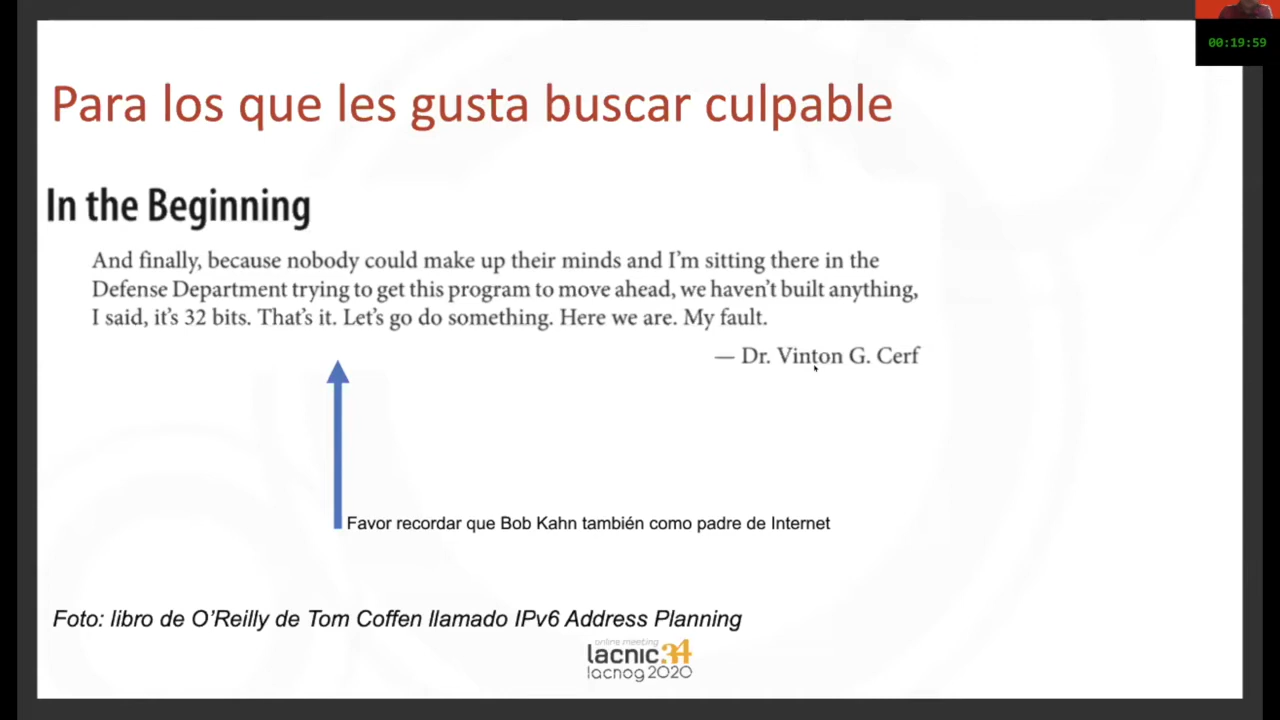 00:19:59
Para los que les gusta buscar culpable
In the Beginning
And finally, because nobody could make up their minds and I'm sitting there in the
Defense Department trying to get this program to move ahead, we haven't built anything,
I said, it's 32 bits. That's it. Let's go do something. Here we are. My fault.
— Dr. Vinton G. Cerf
Favor recordar que Bob Kahn también como padre de Internet
Foto: libro de O'Reilly de Tom Coffen llamado IPv6 Address Planning
online meeting
lacnic 34
lacnog 2020